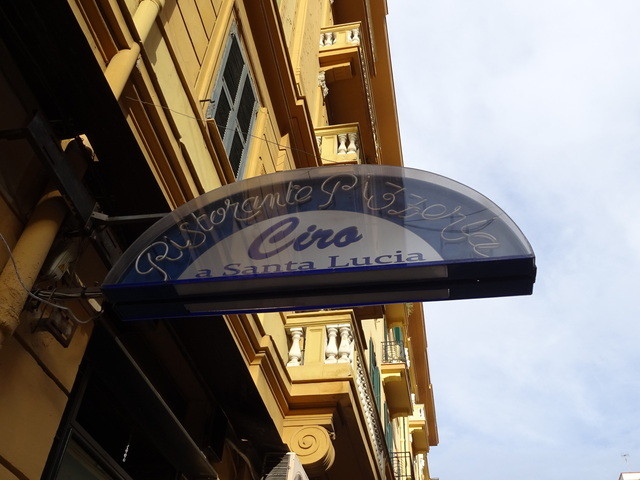 Ristorante Pizzeria
Ciro
a Santa Lucia